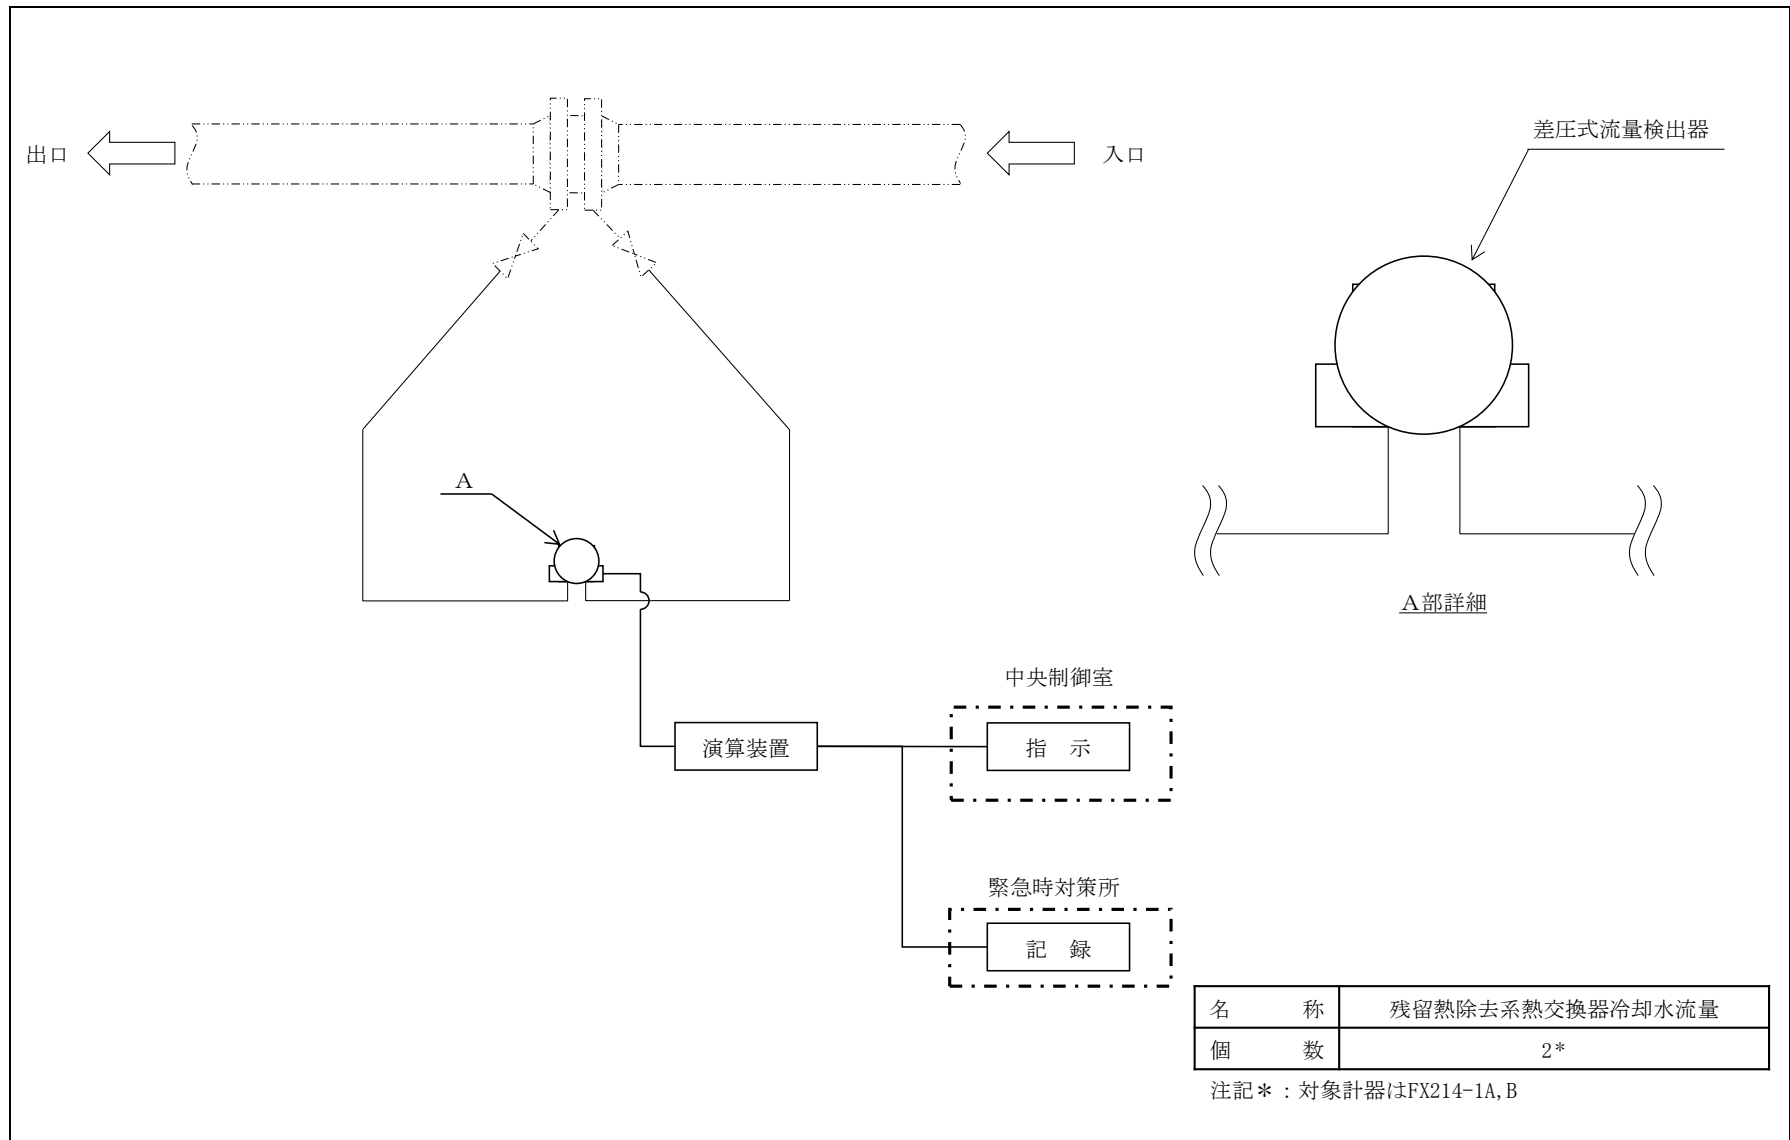 出口
入口
差圧式流量検出器
A
A部詳細
中央制御室
演算装置
指 示
緊急時対策所
記 録
名 称 残留熱除去系熱交換器冷却水流量
個 数 2*
注記＊：対象計器はFX214-1A,B